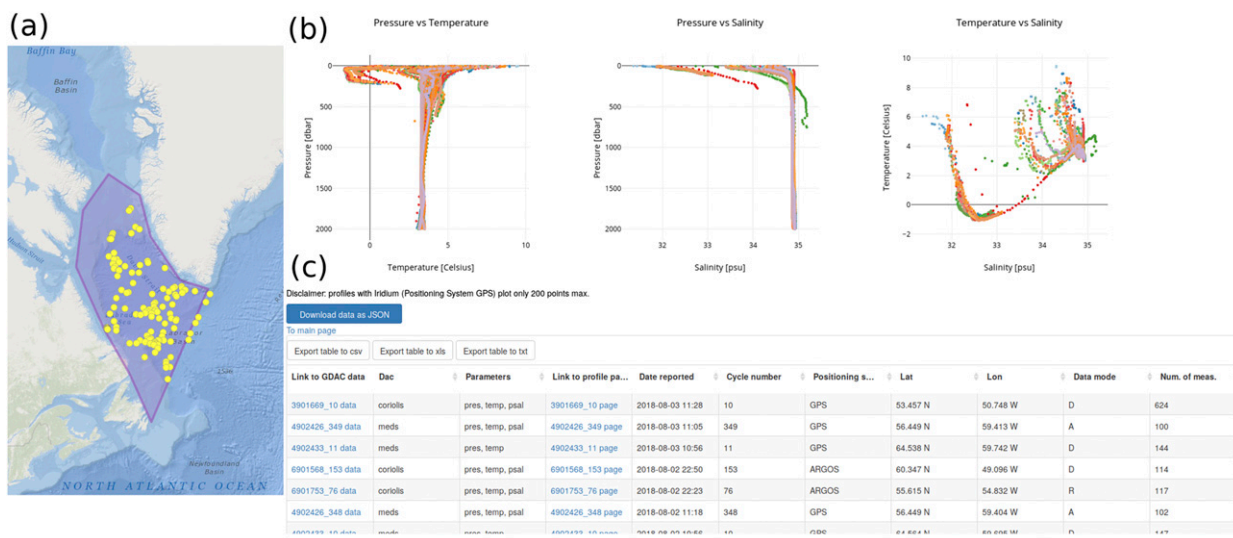 (a)
Baffin Bay
Baffin
Basin
Newfoundland
Basin
NORTH ATLANTIC OCEAN
(b)
Pressure vs Temperature
Pressure [dbar]
0
500
1000
1500
2000
0
5
10
Temperature [Celsius]
Pressure vs Salinity
Pressure [dbar]
0
500
1000
1500
2000
32
33
34
35
Salinity [psu]
Temperature vs Salinity
Temperature [Celsius]
10
8
6
4
2
0
−2
32
33
34
35
Salinity [psu]
(c)
Disclaimer: profiles with Iridium (Positioning System GPS) plot only 200 points max.
Download data as JSON
To main page
Export table to csv Export table to xls Export table to txt
Link to GDAC data Dac Parameters Link to profile pa... Date reported Cycle number Positioning s... Lat Lon Data mode Num. of meas.
3901669_10 data coriolis pres, temp, psal 3901669_10 page 2018-08-03 11:28 10 GPS 53.457 N 50.748 W D 624
4902426_349 data meds pres, temp, psal 4902426_349 page 2018-08-03 11:05 349 GPS 56.449 N 59.413 W A 100
4902433_11 data meds pres, temp 4902433_11 page 2018-08-03 10:56 11 GPS 64.538 N 59.742 W D 144
6901568_153 data coriolis pres, temp, psal 6901568_153 page 2018-08-02 22:50 153 ARGOS 60.347 N 49.096 W D 114
6901753_76 data coriolis pres, temp, psal 6901753_76 page 2018-08-02 22:23 76 ARGOS 55.615 N 54.832 W R 117
4902426_348 data meds pres, temp, psal 4902426_348 page 2018-08-02 11:18 348 GPS 56.449 N 59.404 W A 102